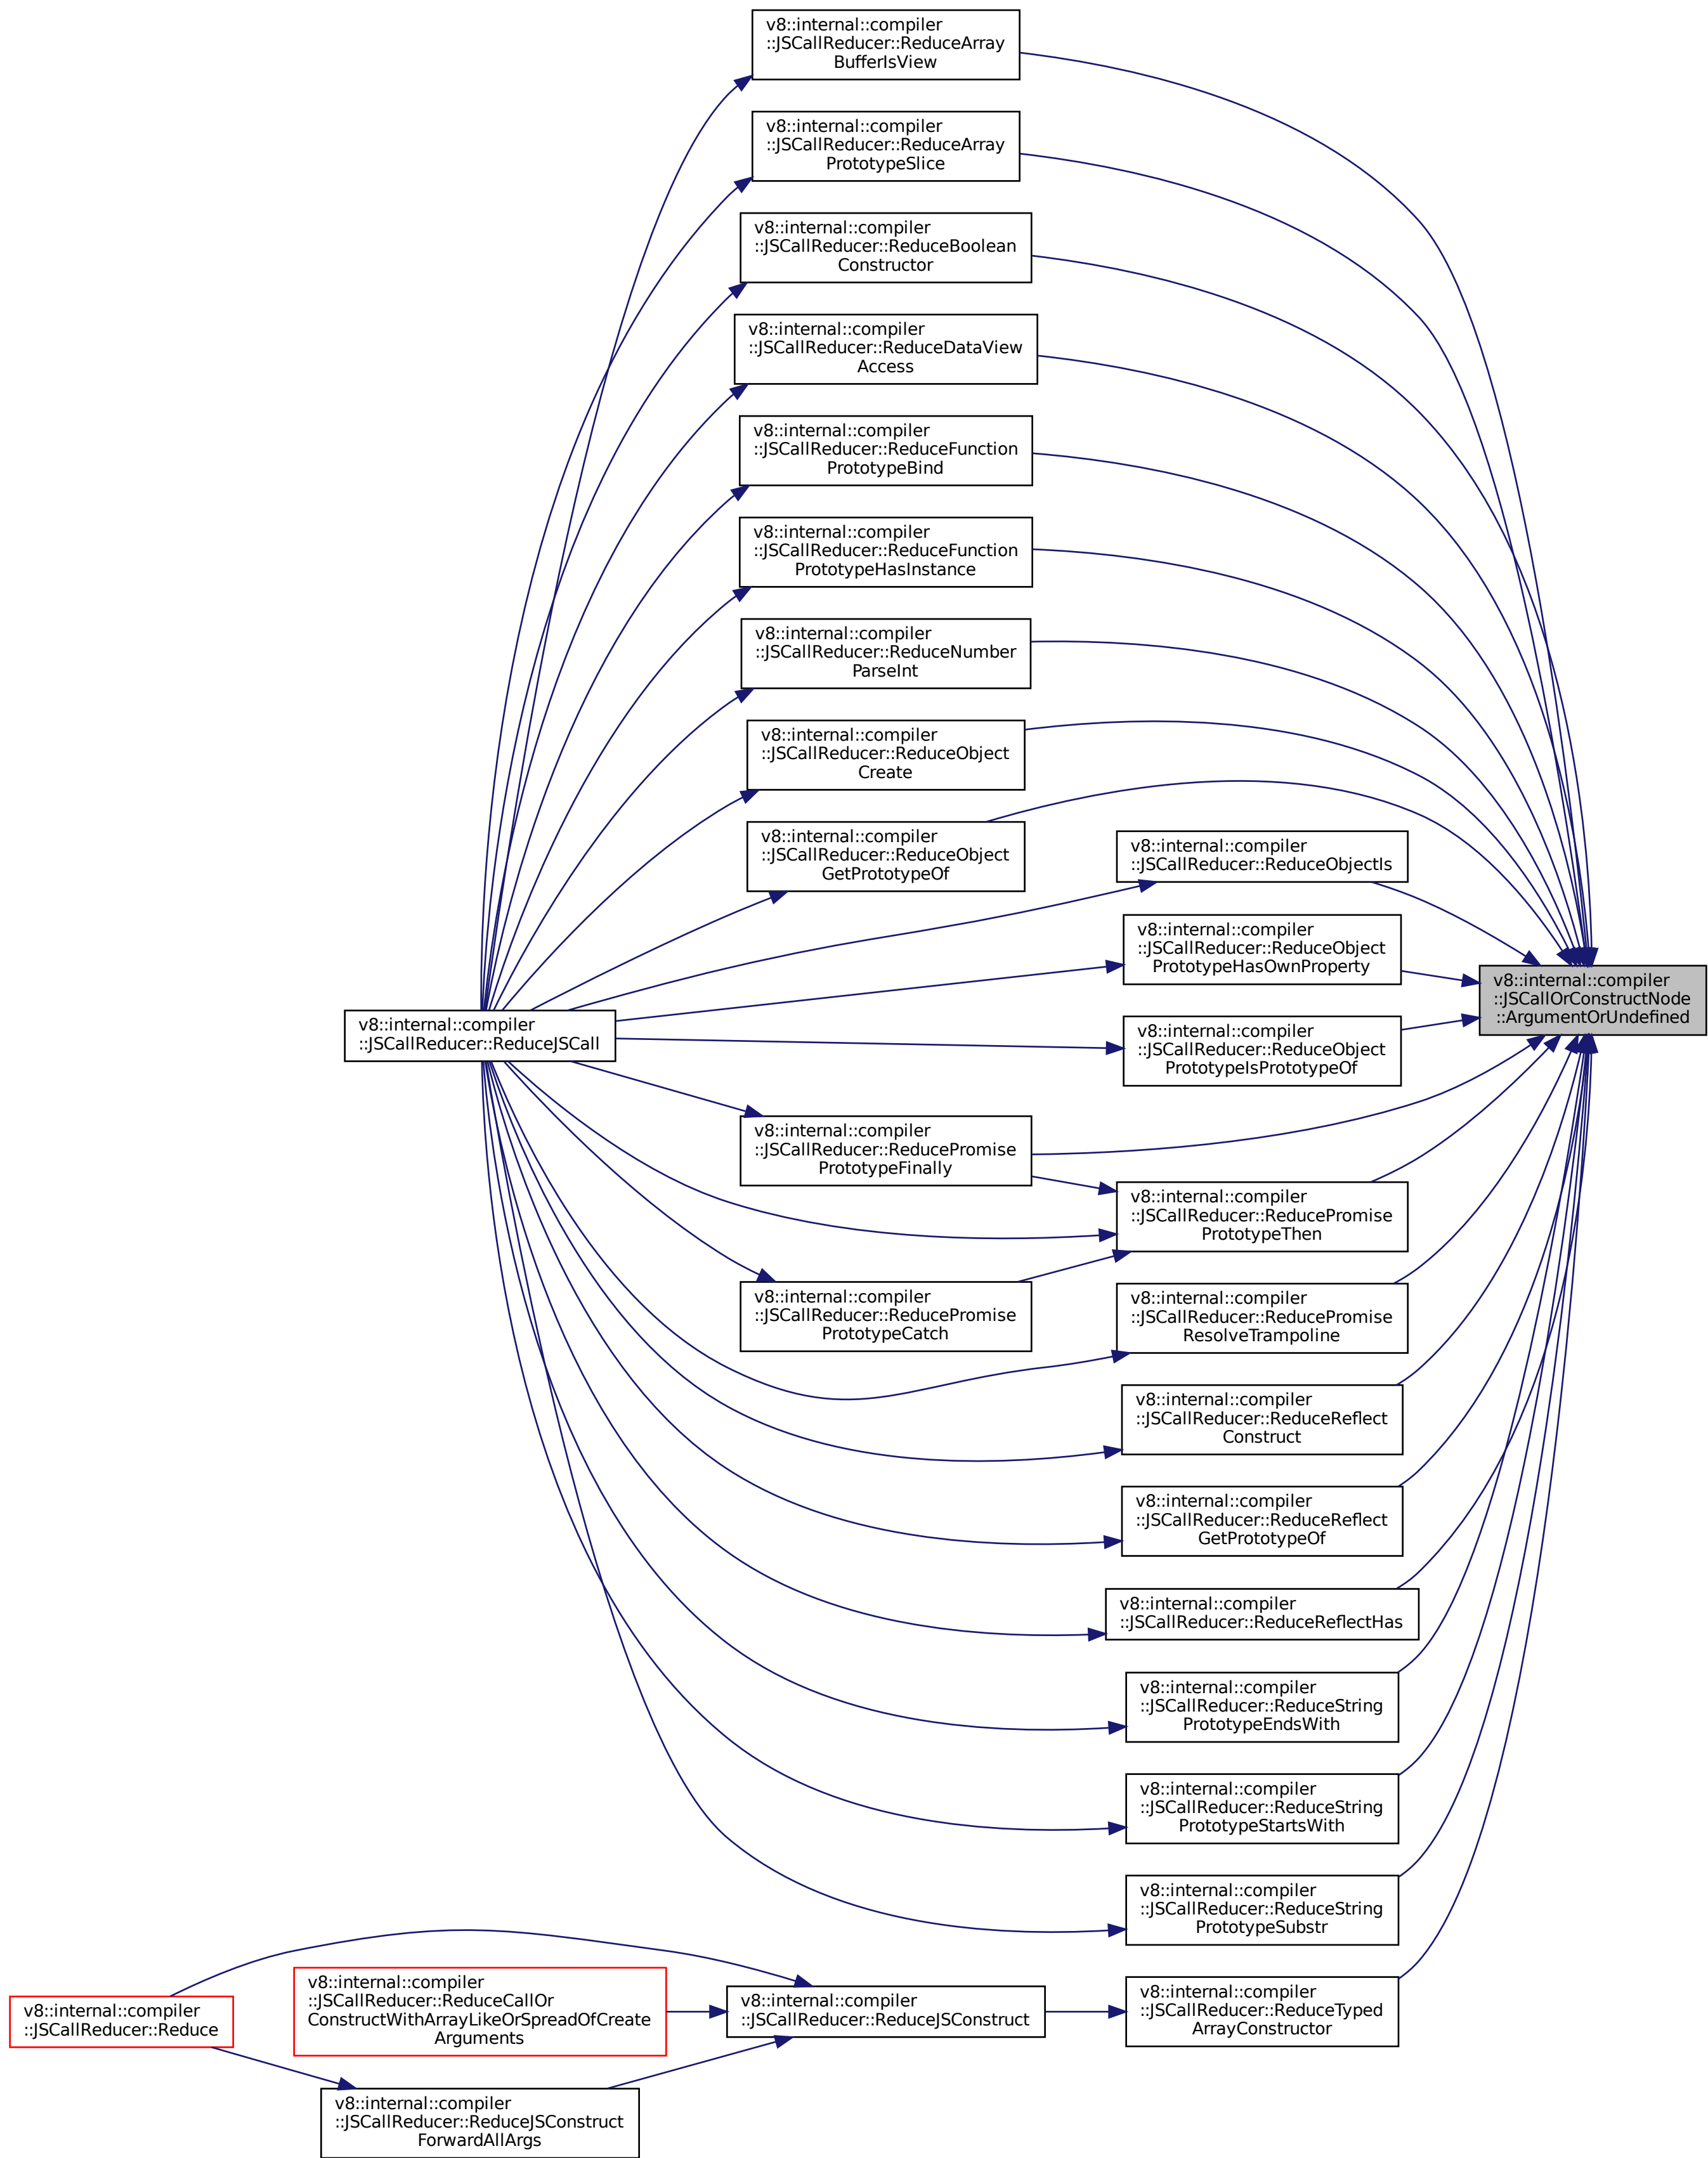 v8::internal::compiler
::JSCallReducer::ReduceArray
BufferIsView
v8::internal::compiler
::JSCallReducer::ReduceArray
PrototypeSlice
v8::internal::compiler
::JSCallReducer::ReduceBoolean
Constructor
v8::internal::compiler
::JSCallReducer::ReduceDataView
Access
v8::internal::compiler
::JSCallReducer::ReduceFunction
PrototypeBind
v8::internal::compiler
::JSCallReducer::ReduceFunction
PrototypeHasInstance
v8::internal::compiler
::JSCallReducer::ReduceNumber
ParseInt
v8::internal::compiler
::JSCallReducer::ReduceObject
Create
v8::internal::compiler
::JSCallReducer::ReduceObject
GetPrototypeOf
v8::internal::compiler
::JSCallReducer::ReduceObjectIs
v8::internal::compiler
::JSCallReducer::ReduceObject
PrototypeHasOwnProperty
v8::internal::compiler
::JSCallOrConstructNode
::ArgumentOrUndefined
v8::internal::compiler
::JSCallReducer::ReduceJSCall
v8::internal::compiler
::JSCallReducer::ReduceObject
PrototypeIsPrototypeOf
v8::internal::compiler
::JSCallReducer::ReducePromise
PrototypeFinally
v8::internal::compiler
::JSCallReducer::ReducePromise
PrototypeThen
v8::internal::compiler
::JSCallReducer::ReducePromise
PrototypeCatch
v8::internal::compiler
::JSCallReducer::ReducePromise
ResolveTrampoline
v8::internal::compiler
::JSCallReducer::ReduceReflect
Construct
v8::internal::compiler
::JSCallReducer::ReduceReflect
GetPrototypeOf
v8::internal::compiler
::JSCallReducer::ReduceReflectHas
v8::internal::compiler
::JSCallReducer::ReduceString
PrototypeEndsWith
v8::internal::compiler
::JSCallReducer::ReduceString
PrototypeStartsWith
v8::internal::compiler
::JSCallReducer::ReduceString
PrototypeSubstr
v8::internal::compiler
::JSCallReducer::ReduceTyped
ArrayConstructor
v8::internal::compiler
::JSCallReducer::ReduceJSConstruct
v8::internal::compiler
::JSCallReducer::ReduceCallOr
ConstructWithArrayLikeOrSpreadOfCreate
Arguments
v8::internal::compiler
::JSCallReducer::Reduce
v8::internal::compiler
::JSCallReducer::ReduceJSConstruct
ForwardAllArgs